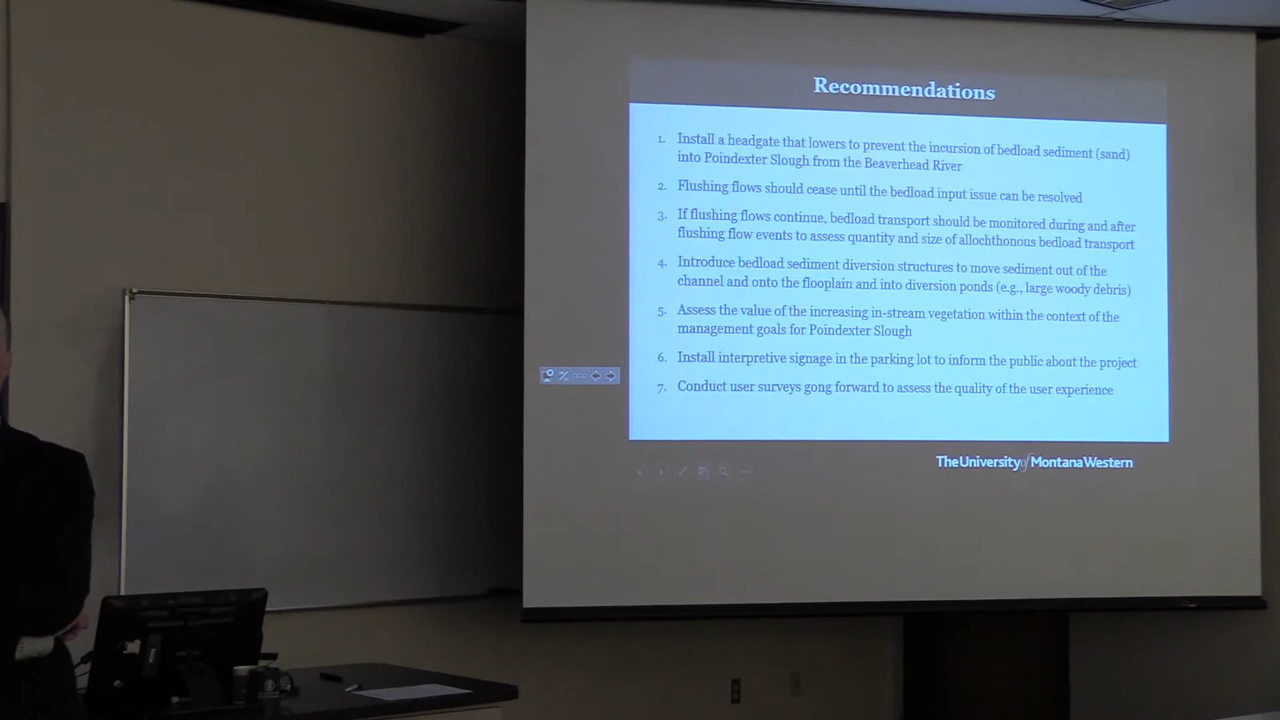 Recommendations
1. Install a headgate that lowers to prevent the incursion of bedload sediment (sand)
into Poindexter Slough from the Beaverhead River
2. Flushing flows should cease until the bedload input issue can be resolved
3. If flushing flows continue, bedload transport should be monitored during and after
flushing flow events to assess quantity and size of allochthonous bedload transport
4. Introduce bedload sediment diversion structures to move sediment out of the
channel and onto the flooplain and into diversion ponds (e.g., large woody debris)
5. Assess the value of the increasing in-stream vegetation within the context of the
management goals for Poindexter Slough
6. Install interpretive signage in the parking lot to inform the public about the project
7. Conduct user surveys gong forward to assess the quality of the user experience
The University of Montana Western